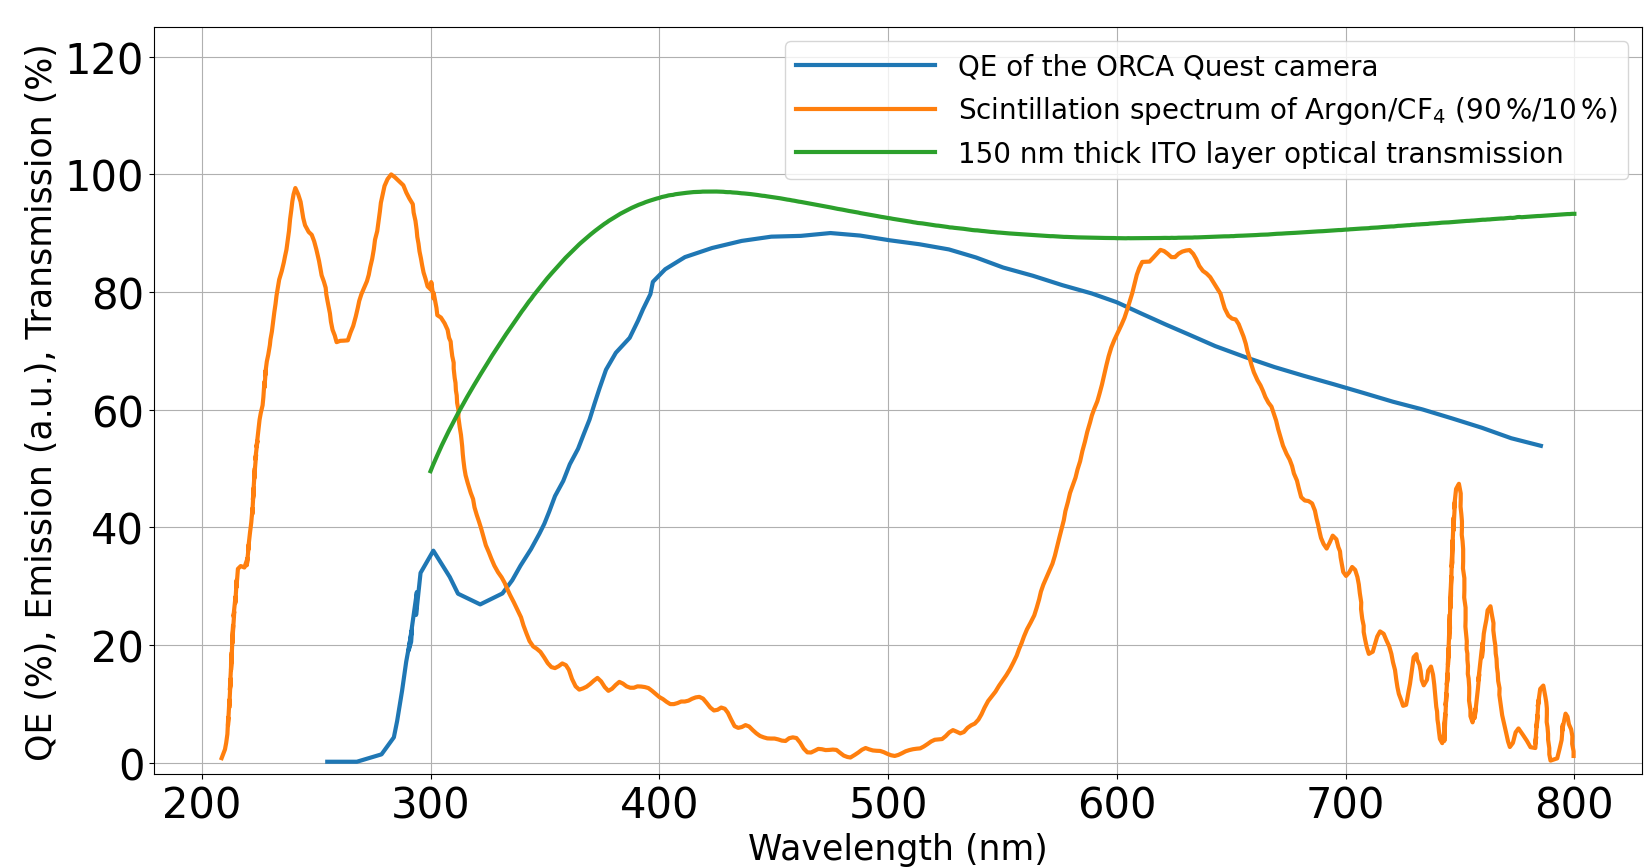 QE (%), Emission (a.u.), Transmission (%)
120
100
80
60
40
20
0
QE of the ORCA Quest camera
Scintillation spectrum of Argon/CF₄ (90 %/10 %)
150 nm thick ITO layer optical transmission
200 300 400 500 600 700 800
Wavelength (nm)